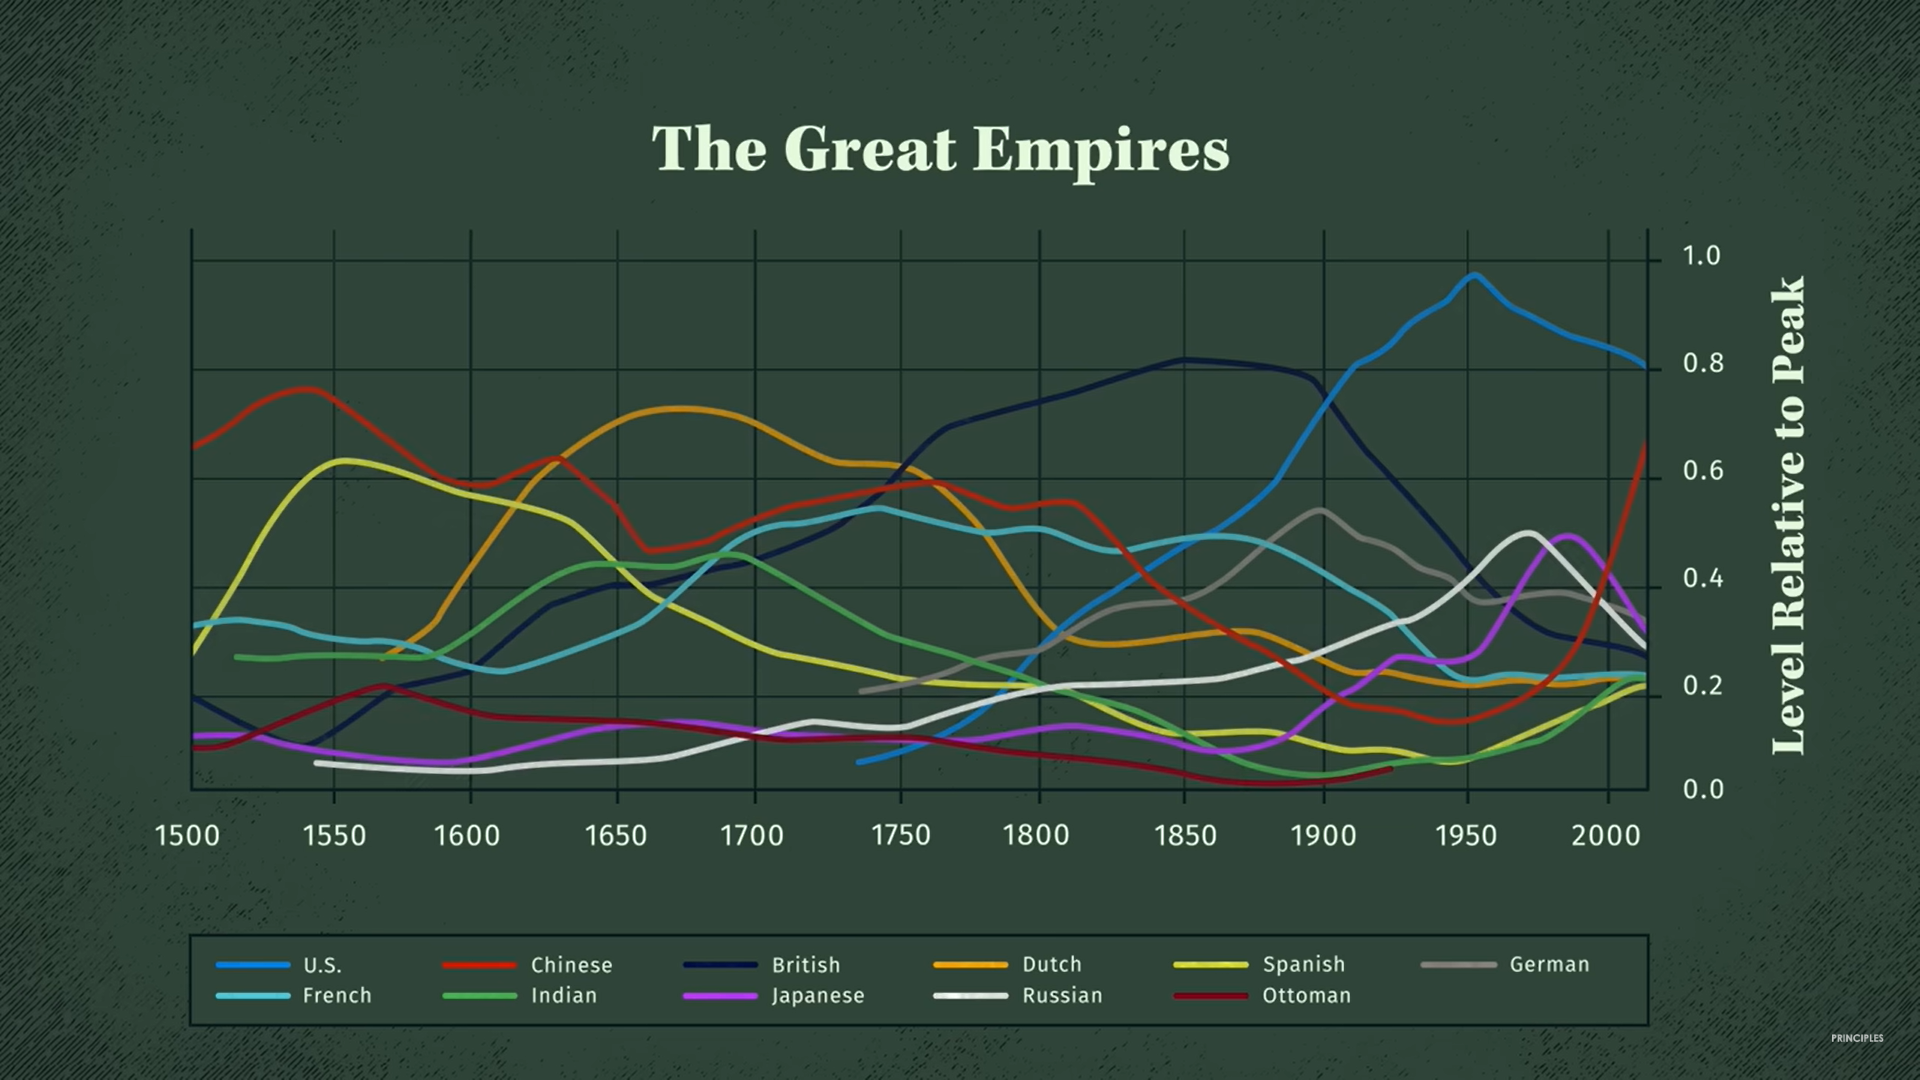 The Great Empires
1.0
0.8
0.6
0.4
0.2
0.0
Level Relative to Peak
1500 1550 1600 1650 1700 1750 1800 1850 1900 1950 2000
U.S. Chinese British Dutch Spanish German
French Indian Japanese Russian Ottoman
PRINCIPLES